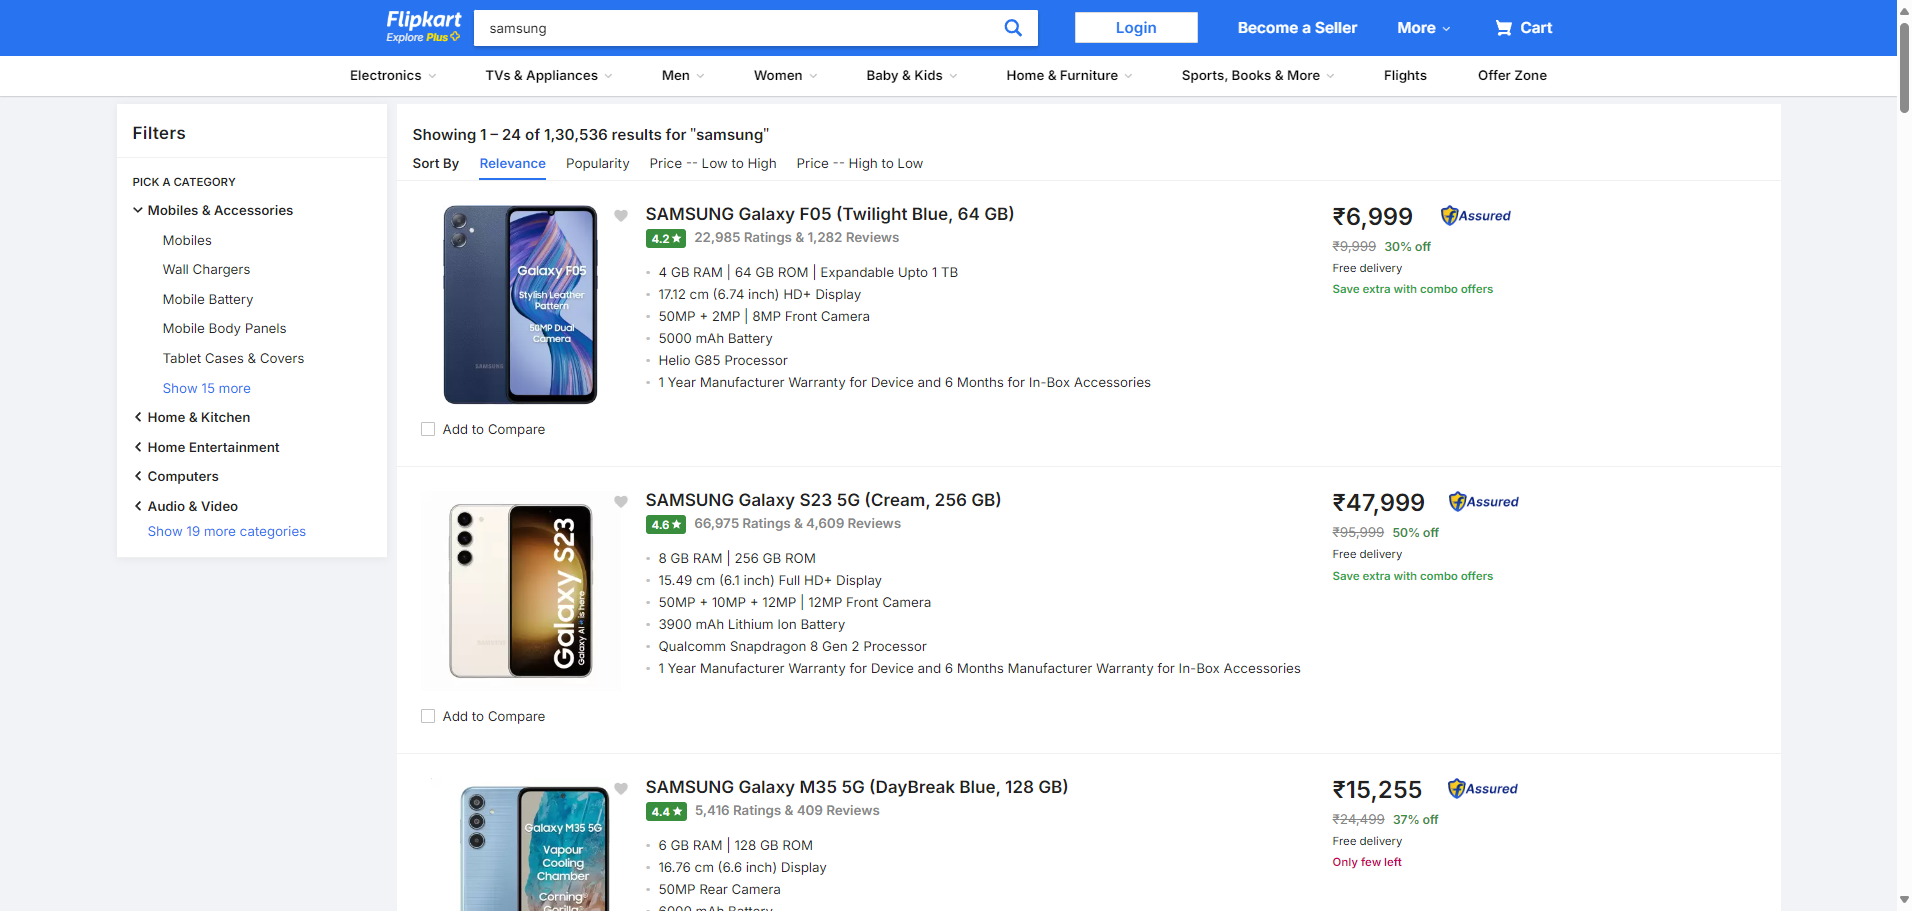 Flipkart
Explore Plus
samsung
Login
Become a Seller
More
Cart
Electronics
TVs & Appliances
Men
Women
Baby & Kids
Home & Furniture
Sports, Books & More
Flights
Offer Zone
Filters
PICK A CATEGORY
Mobiles & Accessories
Mobiles
Wall Chargers
Mobile Battery
Mobile Body Panels
Tablet Cases & Covers
Show 15 more
Home & Kitchen
Home Entertainment
Computers
Audio & Video
Show 19 more categories
Showing 1 – 24 of 1,30,536 results for "samsung"
Sort By
Relevance
Popularity
Price -- Low to High
Price -- High to Low
Galaxy F05
Stylish Leather
Pattern
50MP Dual
Camera
SAMSUNG
Add to Compare
SAMSUNG Galaxy F05 (Twilight Blue, 64 GB)
4.2★ 22,985 Ratings & 1,282 Reviews
4 GB RAM | 64 GB ROM | Expandable Upto 1 TB
17.12 cm (6.74 inch) HD+ Display
50MP + 2MP | 8MP Front Camera
5000 mAh Battery
Helio G85 Processor
1 Year Manufacturer Warranty for Device and 6 Months for In-Box Accessories
₹6,999
Assured
₹9,999 30% off
Free delivery
Save extra with combo offers
Galaxy S23
Galaxy AI is here
Add to Compare
SAMSUNG Galaxy S23 5G (Cream, 256 GB)
4.6★ 66,975 Ratings & 4,609 Reviews
8 GB RAM | 256 GB ROM
15.49 cm (6.1 inch) Full HD+ Display
50MP + 10MP + 12MP | 12MP Front Camera
3900 mAh Lithium Ion Battery
Qualcomm Snapdragon 8 Gen 2 Processor
1 Year Manufacturer Warranty for Device and 6 Months Manufacturer Warranty for In-Box Accessories
₹47,999
Assured
₹95,999 50% off
Free delivery
Save extra with combo offers
Galaxy M35 5G
Vapour
Cooling
Chamber
Corning
Gorilla
SAMSUNG Galaxy M35 5G (DayBreak Blue, 128 GB)
4.4★ 5,416 Ratings & 409 Reviews
6 GB RAM | 128 GB ROM
16.76 cm (6.6 inch) Display
50MP Rear Camera
6000 mAh Battery
₹15,255
Assured
₹24,499 37% off
Free delivery
Only few left